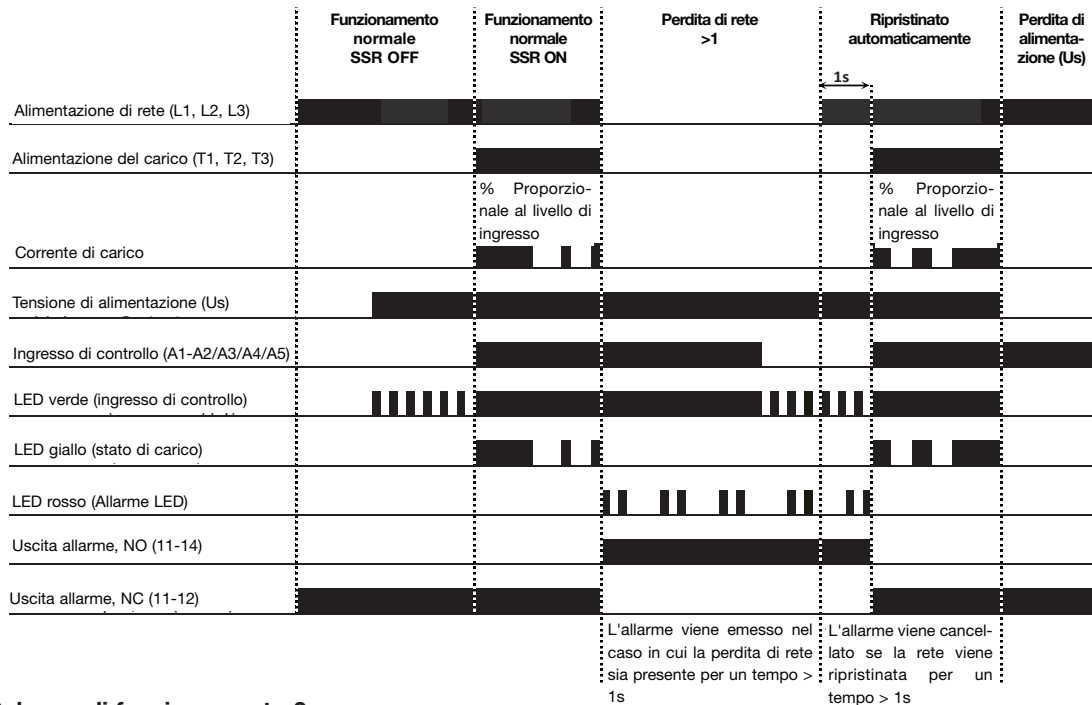 Funzionamento
normale
SSR OFF
Funzionamento
normale
SSR ON
Perdita di rete
>1
Ripristinato
automaticamente
Perdita di
alimenta-
zione (Us)
1s
Alimentazione di rete (L1, L2, L3)
Alimentazione del carico (T1, T2, T3)
% Proporzio-
nale al livello di
ingresso
% Proporzio-
nale al livello di
ingresso
Corrente di carico
Tensione di alimentazione (Us)
Ingresso di controllo (A1-A2/A3/A4/A5)
LED verde (ingresso di controllo)
LED giallo (stato di carico)
LED rosso (Allarme LED)
Uscita allarme, NO (11-14)
Uscita allarme, NC (11-12)
L'allarme viene emesso nel
caso in cui la perdita di rete
sia presente per un tempo >
1s
L'allarme viene cancel-
lato se la rete viene
ripristinata per un
tempo > 1s